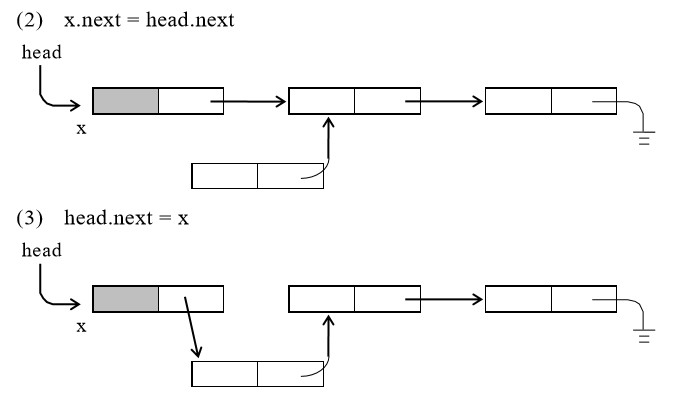 (2) x.next = head.next
head
x
(3) head.next = x
head
x